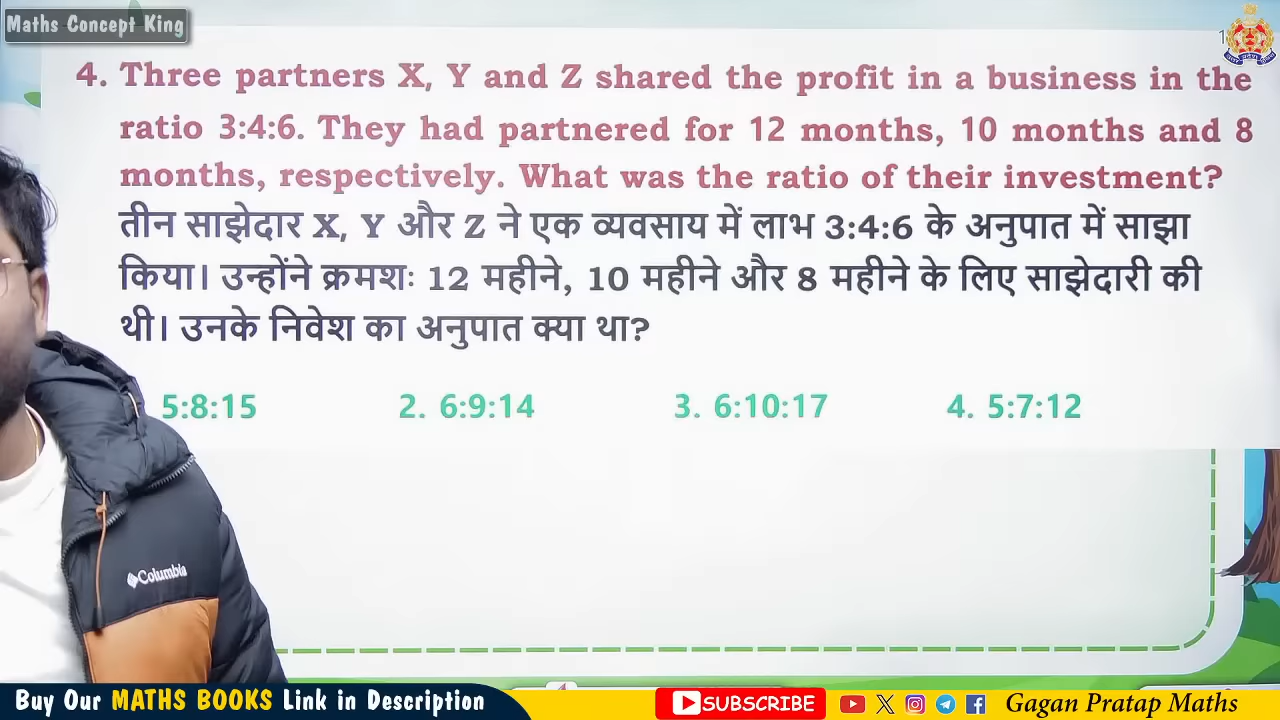 Maths Concept King
1
4. Three partners X, Y and Z shared the profit in a business in the
ratio 3:4:6. They had partnered for 12 months, 10 months and 8
months, respectively. What was the ratio of their investment?
तीन साझेदार X, Y और Z ने एक व्यवसाय में लाभ 3:4:6 के अनुपात में साझा
किया। उन्होंने क्रमशः 12 महीने, 10 महीने और 8 महीने के लिए साझेदारी की
थी। उनके निवेश का अनुपात क्या था?
5:8:15 2. 6:9:14 3. 6:10:17 4. 5:7:12
Columbia
Buy Our MATHS BOOKS Link in Description SUBSCRIBE Gagan Pratap Maths